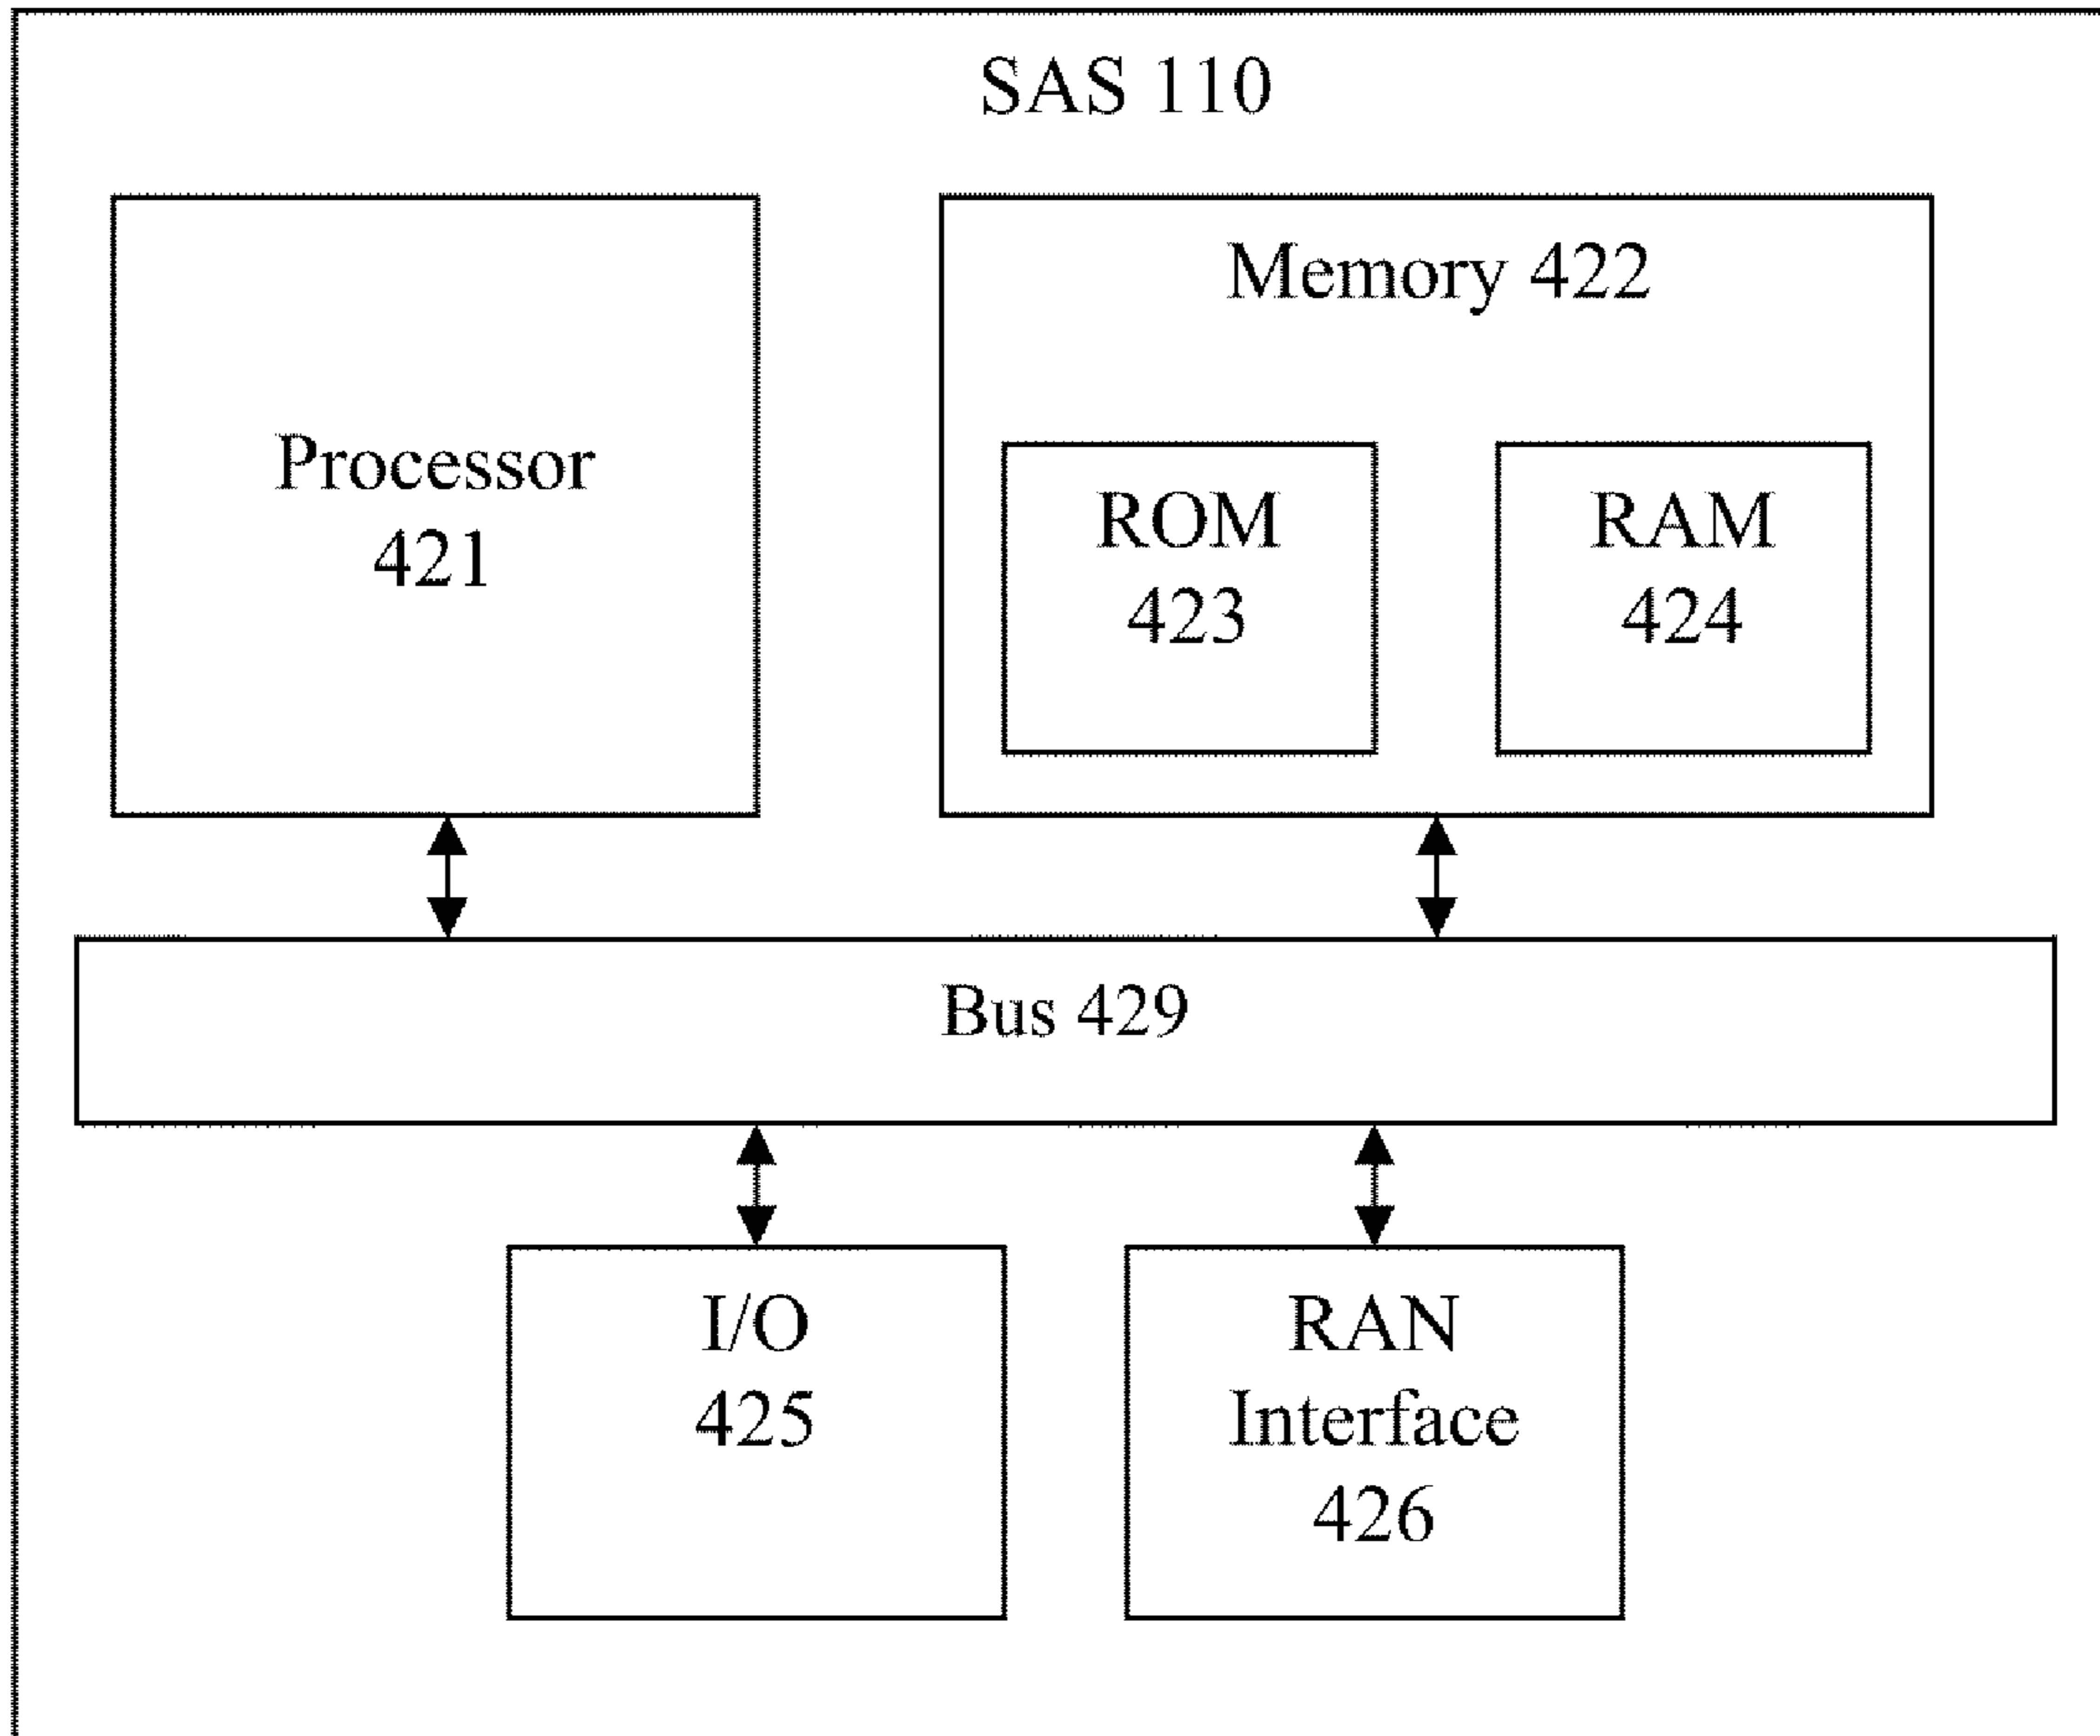 SAS 110
Processor
421
Memory 422
ROM
423
RAM
424
Bus 429
I/O
425
RAN
Interface
426